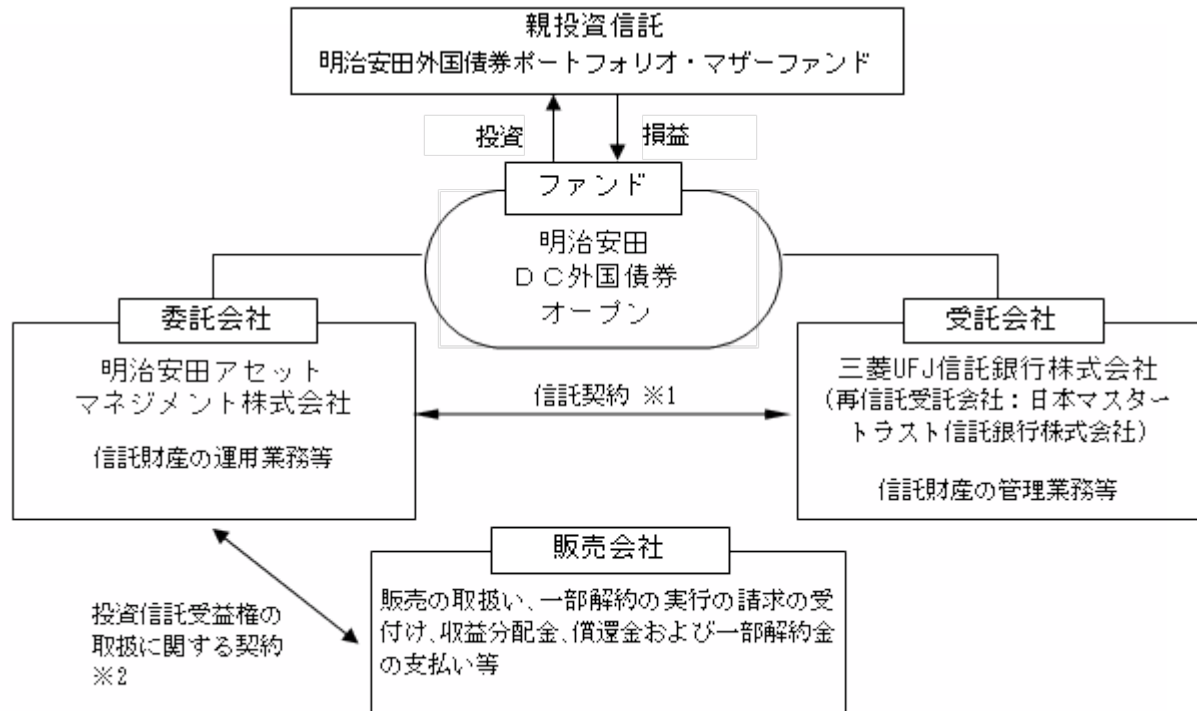 親投資信託
明治安田外国債券ポートフォリオ・マザーファンド
投資
損益
ファンド
明治安田
DC外国債券
オープン
委託会社
明治安田アセット
マネジメント株式会社
信託財産の運用業務等
信託契約 ※1
受託会社
三菱UFJ信託銀行株式会社
(再信託受託会社:日本マスター
トラスト信託銀行株式会社)
信託財産の管理業務等
投資信託受益権の
取扱に関する契約
※2
販売会社
販売の取扱い、一部解約の実行の請求の受
付け、収益分配金、償還金および一部解約金
の支払い等